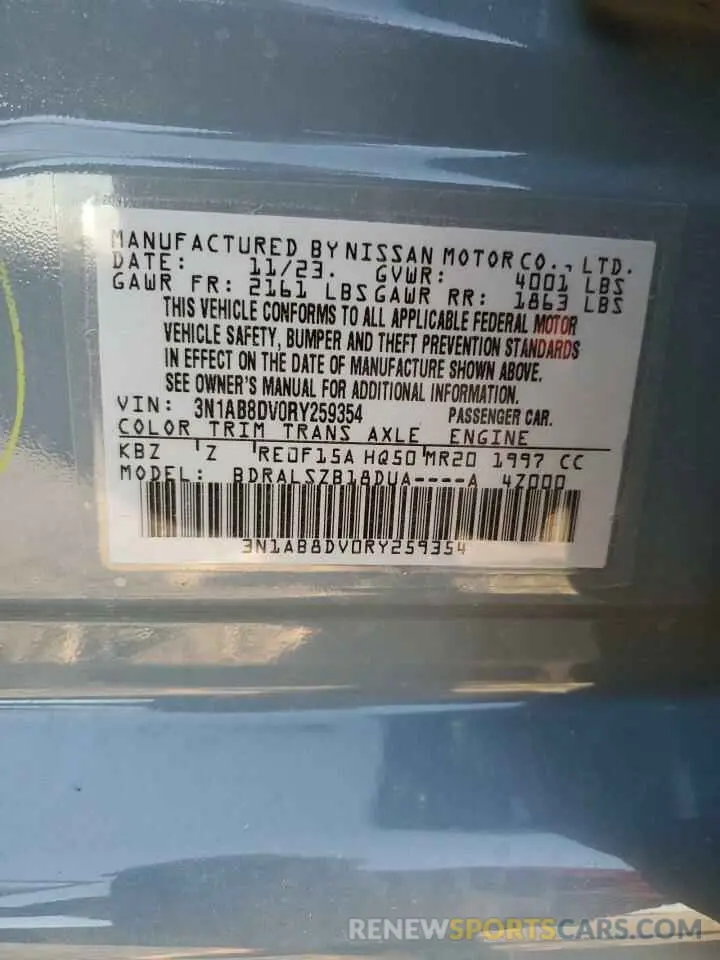 MANUFACTURED BY NISSAN MOTOR CO., LTD.
DATE: 11/23. GVWR: 4001 LBS
GAWR FR: 2161 LBS GAWR RR: 1863 LBS
THIS VEHICLE CONFORMS TO ALL APPLICABLE FEDERAL MOTOR
VEHICLE SAFETY, BUMPER AND THEFT PREVENTION STANDARDS
IN EFFECT ON THE DATE OF MANUFACTURE SHOWN ABOVE.
SEE OWNER'S MANUAL FOR ADDITIONAL INFORMATION.
VIN: 3N1AB8DV0RY259354 PASSENGER CAR.
COLOR TRIM TRANS AXLE ENGINE
KBZ 'Z 'RE0F15A HQ50'MR20 1997 CC
MODEL: BDRALSZB18DUA----A 4Z000
3N1AB8DV0RY259354
RENEWSPORTSCARS.COM